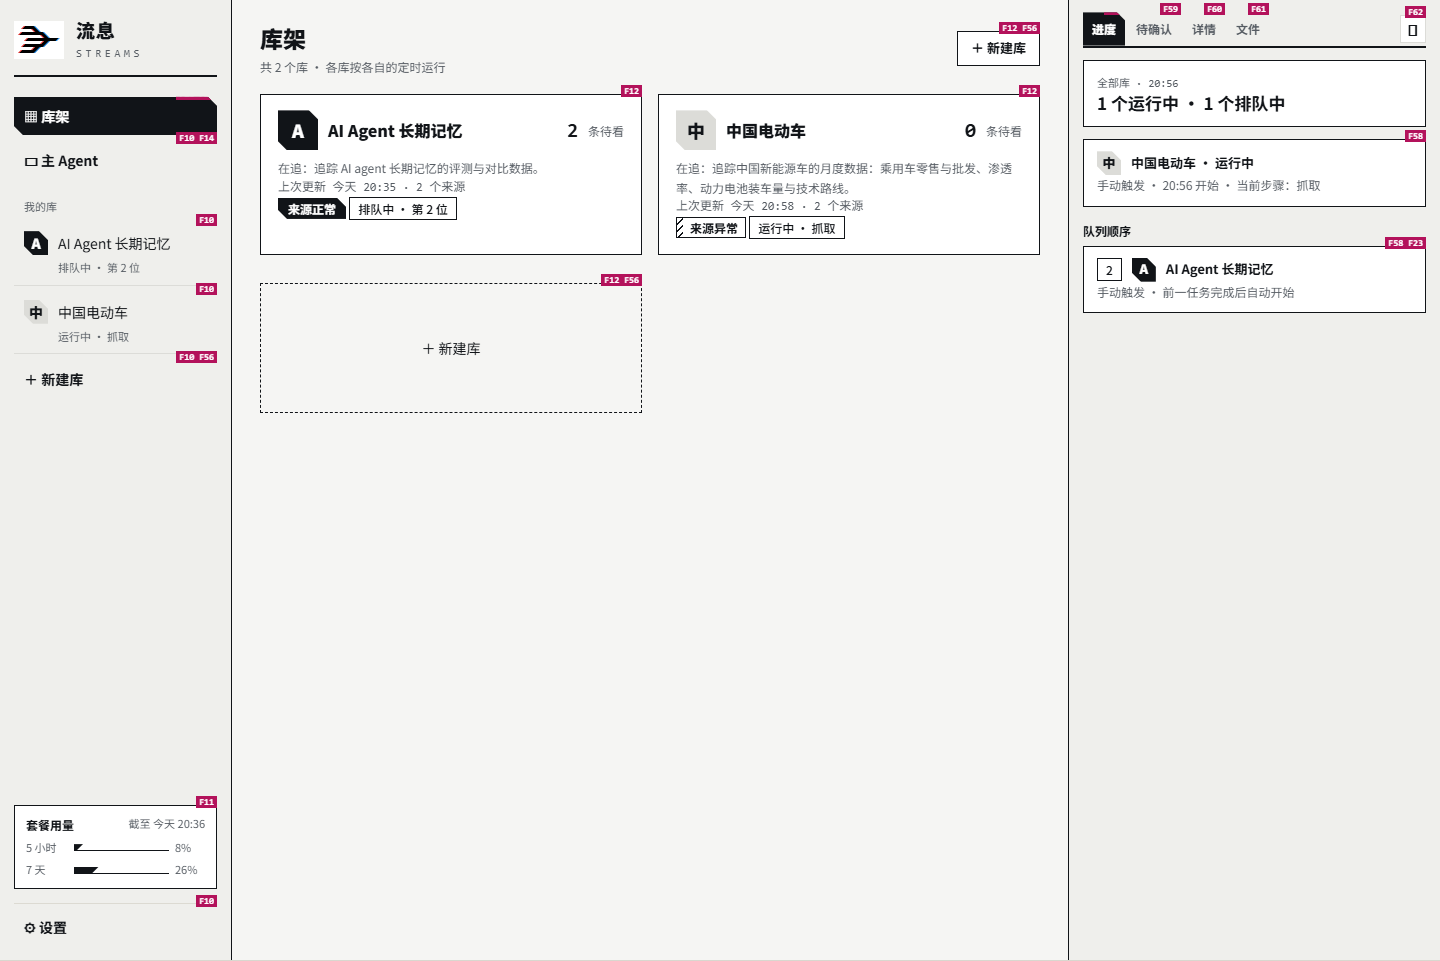 流息
STREAMS
库架
F10 F14
主 Agent
我的库
F10
A AI Agent 长期记忆
排队中 · 第 2 位
F10
中 中国电动车
运行中 · 抓取
F10 F56
＋ 新建库
F11
套餐用量 截至 今天 20:36
5 小时 8%
7 天 26%
F10
设置
库架
共 2 个库 · 各库按各自的定时运行
F12 F56
＋ 新建库
F12
A AI Agent 长期记忆 2 条待看
在追：追踪 AI agent 长期记忆的评测与对比数据。
上次更新 今天 20:35 · 2 个来源
来源正常 排队中 · 第 2 位
F12
中 中国电动车 0 条待看
在追：追踪中国新能源车的月度数据：乘用车零售与批发、渗透
率、动力电池装车量与技术路线。
上次更新 今天 20:58 · 2 个来源
来源异常 运行中 · 抓取
F12 F56
＋ 新建库
F59 F60 F61 F62
进度 待确认 详情 文件
全部库 · 20:56
1 个运行中 · 1 个排队中
F58
中 中国电动车 · 运行中
手动触发 · 20:56 开始 · 当前步骤：抓取
队列顺序
F58 F23
2 A AI Agent 长期记忆
手动触发 · 前一任务完成后自动开始